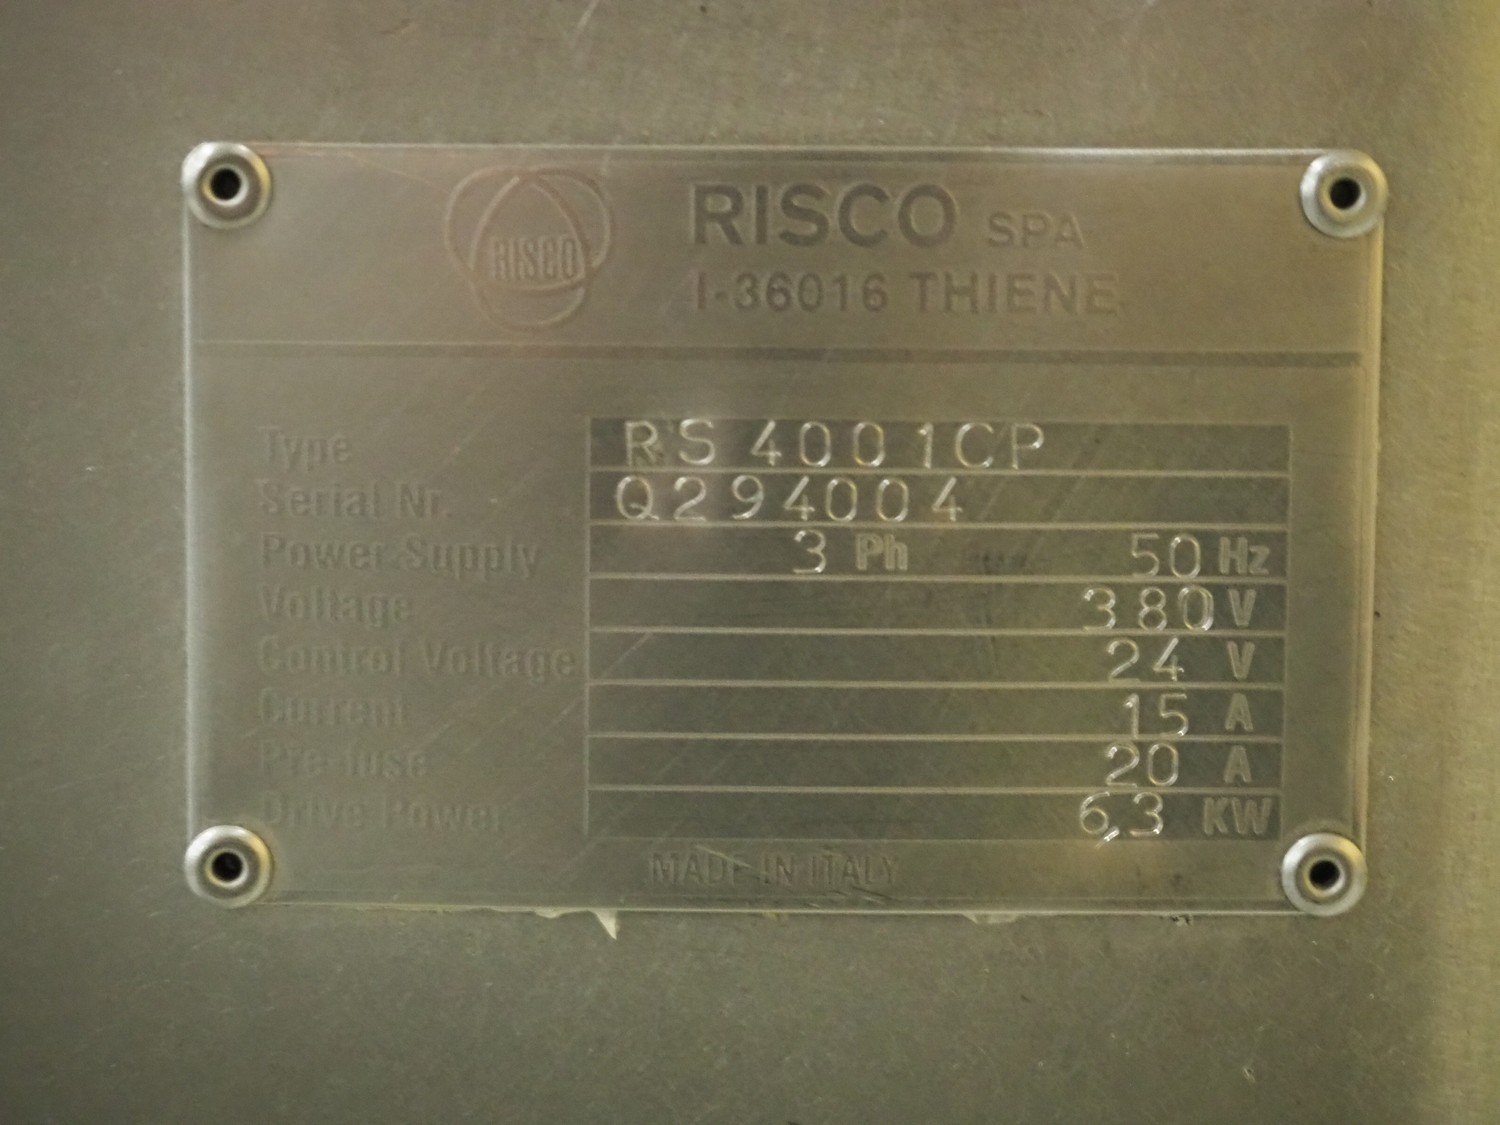 RISCO
RISCO SPA
I-36016 THIENE
Type RS 4001CP
Serial Nr. Q294004
Power Supply 3 Ph 50 Hz
Voltage 380 V
Control Voltage 24 V
Current 15 A
Pre-fuse 20 A
Drive Power 6,3 KW
MADE IN ITALY